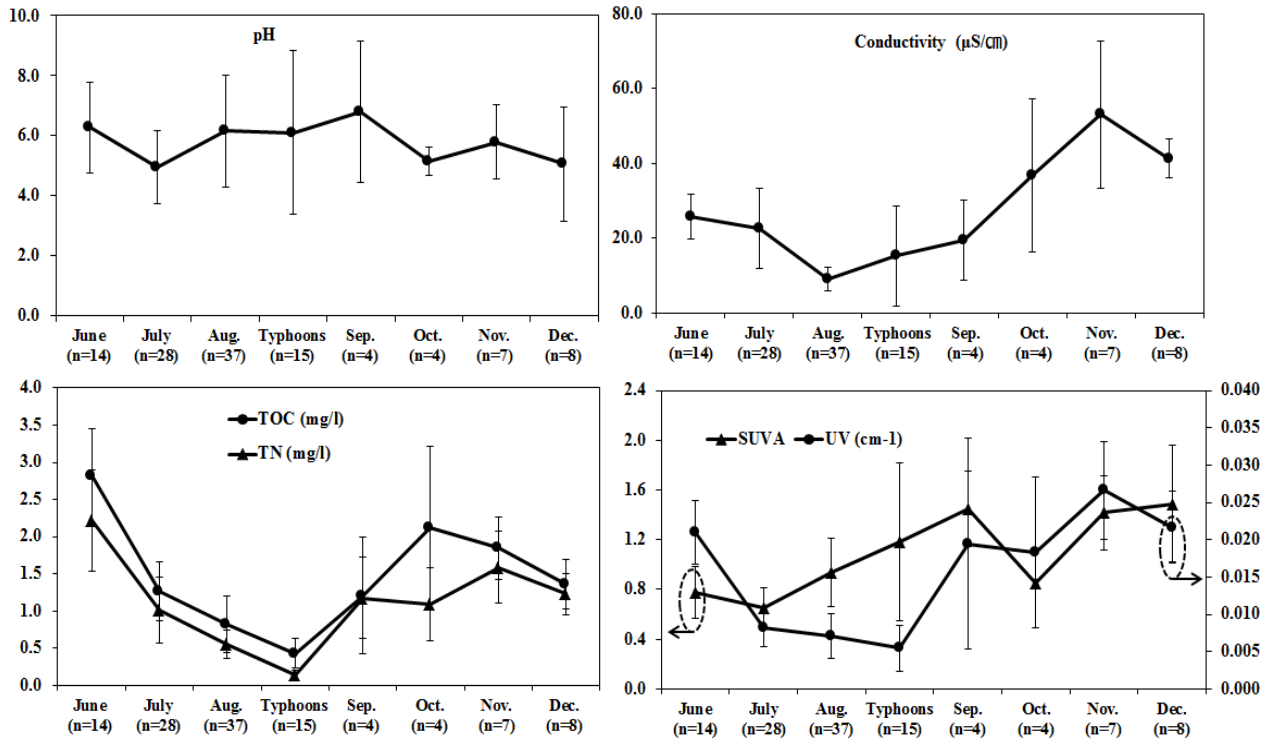 pH
10.0
8.0
6.0
4.0
2.0
0.0
June July Aug. Typhoons Sep. Oct. Nov. Dec.
(n=14) (n=28) (n=37) (n=15) (n=4) (n=4) (n=7) (n=8)
Conductivity (μS/㎝)
80.0
60.0
40.0
20.0
0.0
June July Aug. Typhoons Sep. Oct. Nov. Dec.
(n=14) (n=28) (n=37) (n=15) (n=4) (n=4) (n=7) (n=8)
TOC (mg/l)
TN (mg/l)
4.0
3.5
3.0
2.5
2.0
1.5
1.0
0.5
0.0
June July Aug. Typhoons Sep. Oct. Nov. Dec.
(n=14) (n=28) (n=37) (n=15) (n=4) (n=4) (n=7) (n=8)
SUVA UV (cm-1)
2.4
2.0
1.6
1.2
0.8
0.4
0.0
0.040
0.035
0.030
0.025
0.020
0.015
0.010
0.005
0.000
June July Aug. Typhoons Sep. Oct. Nov. Dec.
(n=14) (n=28) (n=37) (n=15) (n=4) (n=4) (n=7) (n=8)